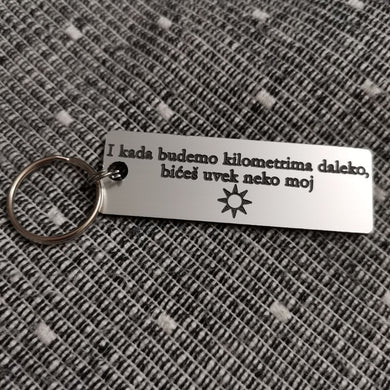 I kada budemo kilometrima daleko,
bićeš uvek neko moj